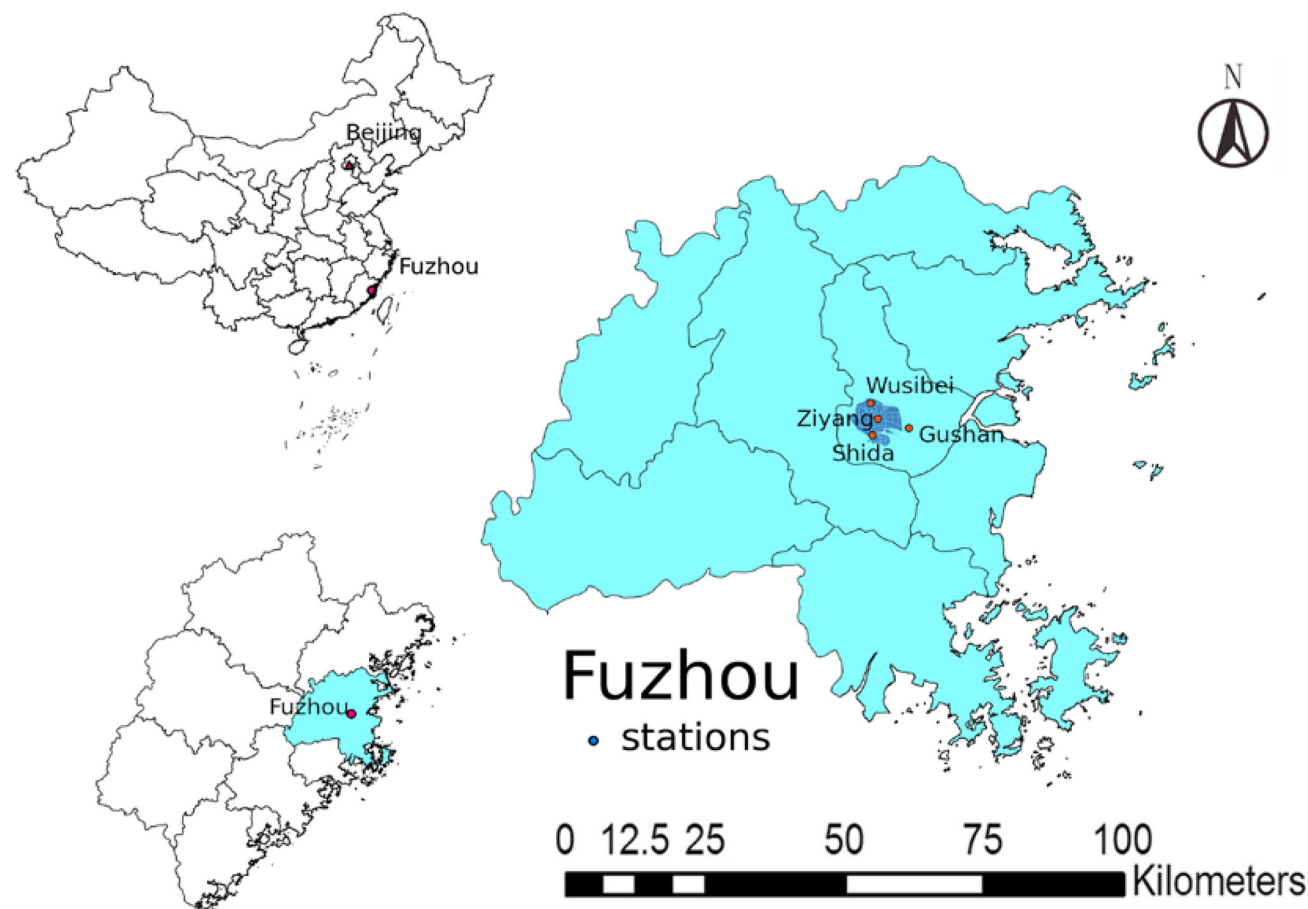 N
Beijing
Fuzhou
Wusibei
Ziyang
Gushan
Shida
Fuzhou
Fuzhou
stations
0 12.5 25 50 75 100
Kilometers